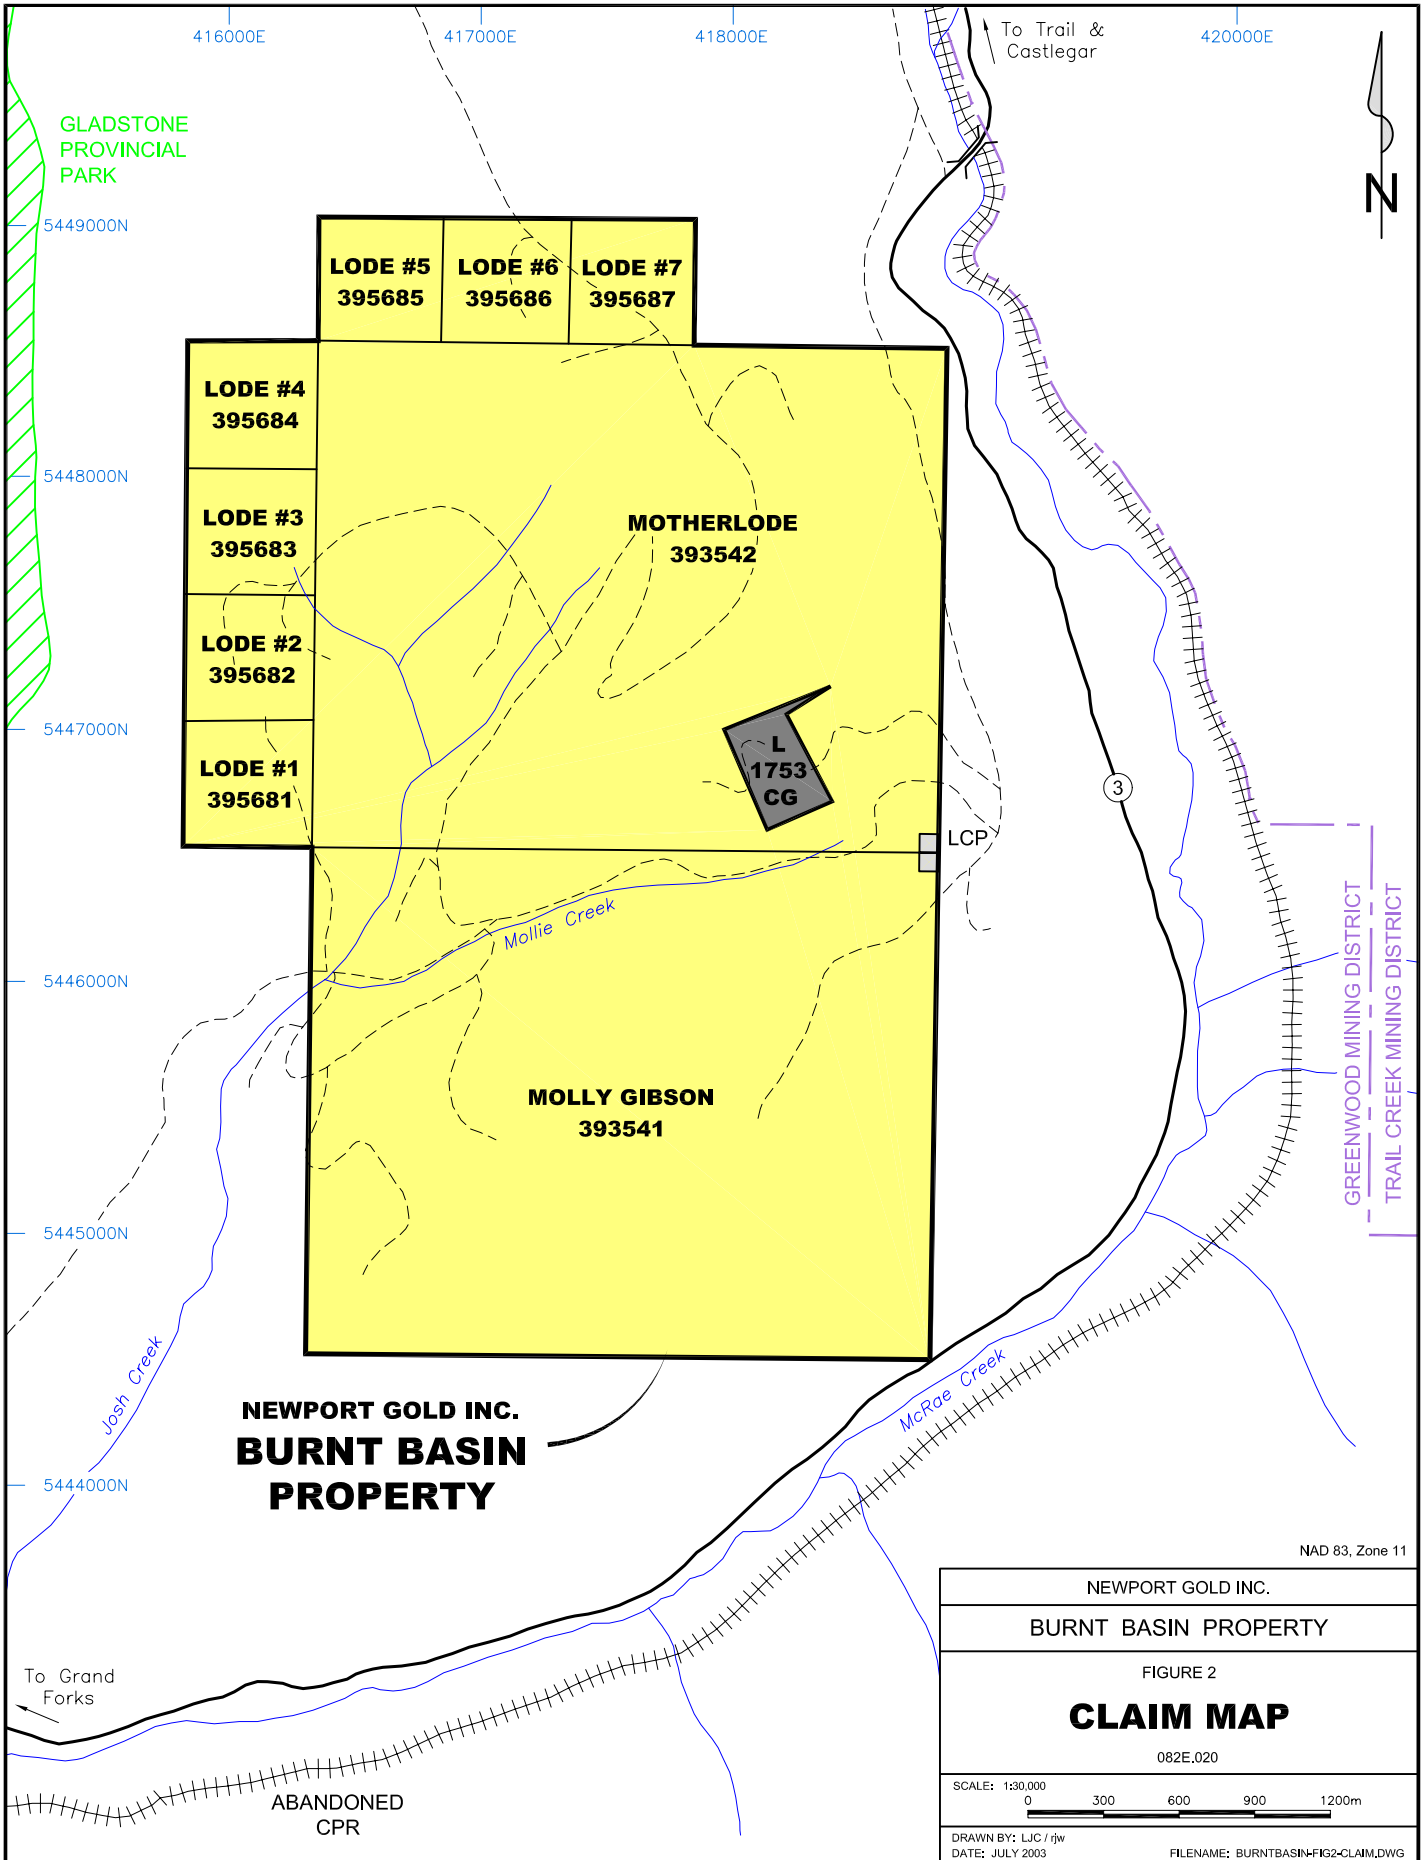 416000E
417000E
418000E
420000E
To Trail &
Castlegar
N
GLADSTONE
PROVINCIAL
PARK
5449000N
5448000N
5447000N
5446000N
5445000N
5444000N
LODE #5
395685
LODE #6
395686
LODE #7
395687
LODE #4
395684
LODE #3
395683
LODE #2
395682
LODE #1
395681
MOTHERLODE
393542
L
1753
CG
3
LCP
Mollie Creek
MOLLY GIBSON
393541
GREENWOOD MINING DISTRICT
TRAIL CREEK MINING DISTRICT
Josh Creek
McRae Creek
NEWPORT GOLD INC.
BURNT BASIN
PROPERTY
To Grand
Forks
ABANDONED
CPR
NAD 83, Zone 11
NEWPORT GOLD INC.
BURNT BASIN PROPERTY
FIGURE 2
CLAIM MAP
082E.020
SCALE: 1:30,000
0 300 600 900 1200m
DRAWN BY: LJC / rjw
DATE: JULY 2003
FILENAME: BURNTBASIN-FIG2-CLAIM.DWG